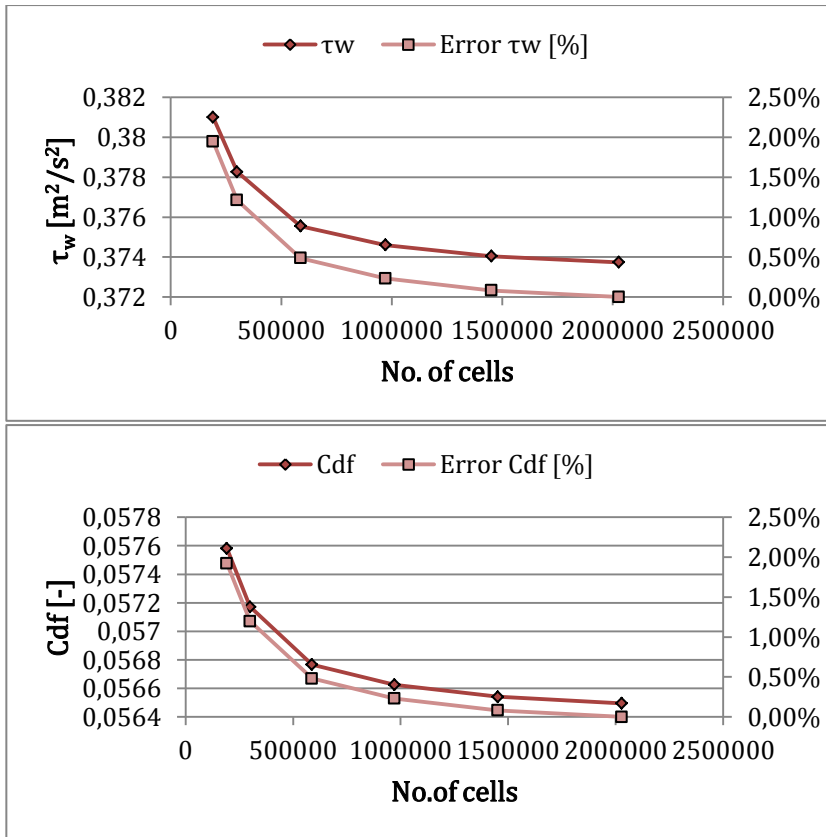 τw Error τw [%]
0,382 2,50%
0,38 2,00%
0,378 1,50%
0,376 1,00%
0,374 0,50%
0,372 0,00%
τw [m²/s²]
0 500000 1000000 1500000 2000000 2500000
No. of cells
Cdf Error Cdf [%]
0,0578 2,50%
0,0576 2,00%
0,0574
0,0572 1,50%
0,057 1,00%
0,0568
0,0566 0,50%
0,0564 0,00%
Cdf [-]
0 500000 1000000 1500000 2000000 2500000
No.of cells